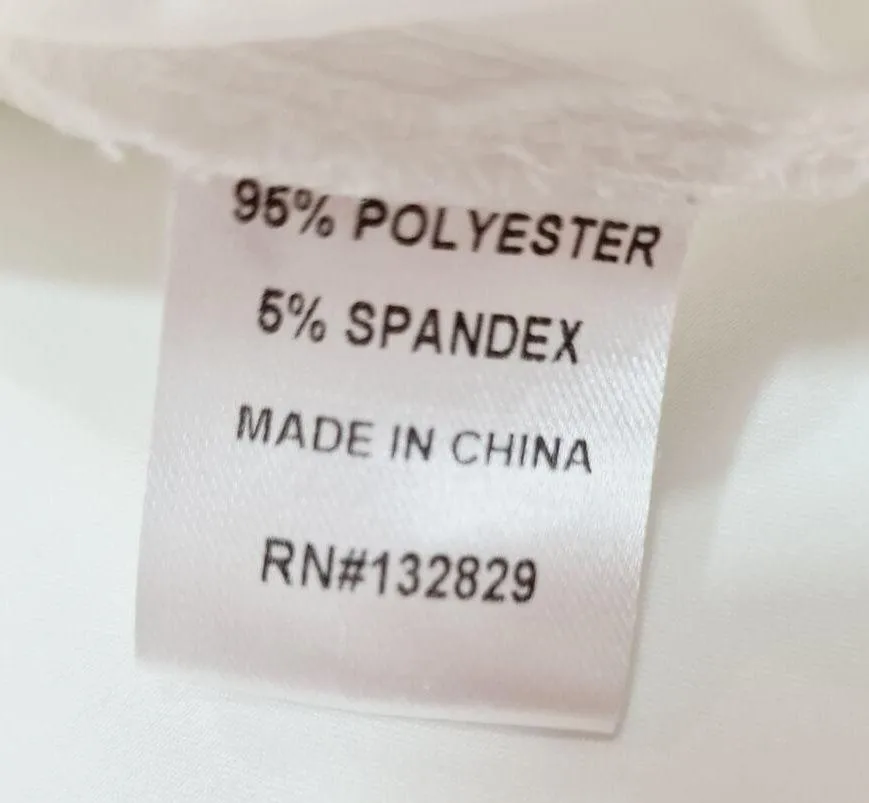 95% POLYESTER
5% SPANDEX
MADE IN CHINA
RN#132829